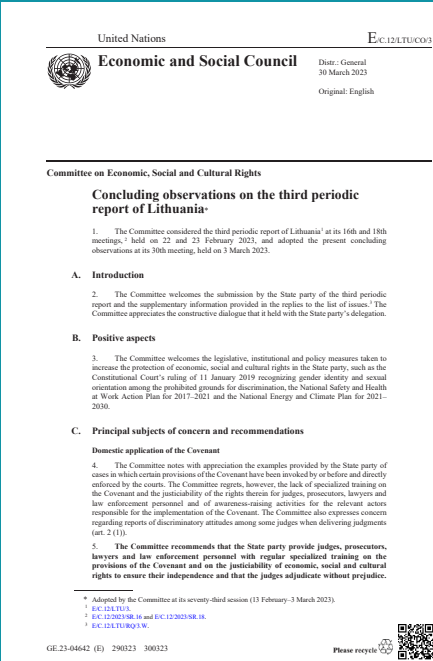 United Nations
E/C.12/LTU/CO/3
Economic and Social Council
Distr.: General
30 March 2023
Original: English
Committee on Economic, Social and Cultural Rights
Concluding observations on the third periodic
report of Lithuania*
1. The Committee considered the third periodic report of Lithuania1 at its 16th and 18th
meetings,2 held on 22 and 23 February 2023, and adopted the present concluding
observations at its 30th meeting, held on 3 March 2023.
A. Introduction
2. The Committee welcomes the submission by the State party of the third periodic
report and the supplementary information provided in the replies to the list of issues.3 The
Committee appreciates the constructive dialogue that it held with the State party's delegation.
B. Positive aspects
3. The Committee welcomes the legislative, institutional and policy measures taken to
increase the protection of economic, social and cultural rights in the State party, such as the
Constitutional Court's ruling of 11 January 2019 recognizing gender identity and sexual
orientation among the prohibited grounds for discrimination, the National Safety and Health
at Work Action Plan for 2017–2021 and the National Energy and Climate Plan for 2021–
2030.
C. Principal subjects of concern and recommendations
Domestic application of the Covenant
4. The Committee notes with appreciation the examples provided by the State party of
cases in which certain provisions of the Covenant have been invoked by or before and directly
enforced by the courts. The Committee regrets, however, the lack of specialized training on
the Covenant and the justiciability of the rights therein for judges, prosecutors, lawyers and
law enforcement personnel and of awareness-raising activities for the relevant actors
responsible for the implementation of the Covenant. The Committee also expresses concern
regarding reports of discriminatory attitudes among some judges when delivering judgments
(art. 2 (1)).
5. The Committee recommends that the State party provide judges, prosecutors,
lawyers and law enforcement personnel with regular specialized training on the
provisions of the Covenant and on the justiciability of economic, social and cultural
rights to ensure their independence and that the judges adjudicate without prejudice.
* Adopted by the Committee at its seventy-third session (13 February–3 March 2023).
1 E/C.12/LTU/3.
2 E/C.12/2023/SR.16 and E/C.12/2023/SR.18.
3 E/C.12/LTU/RQ/3.W.
GE.23-04642 (E) 290323 300323
Please recycle